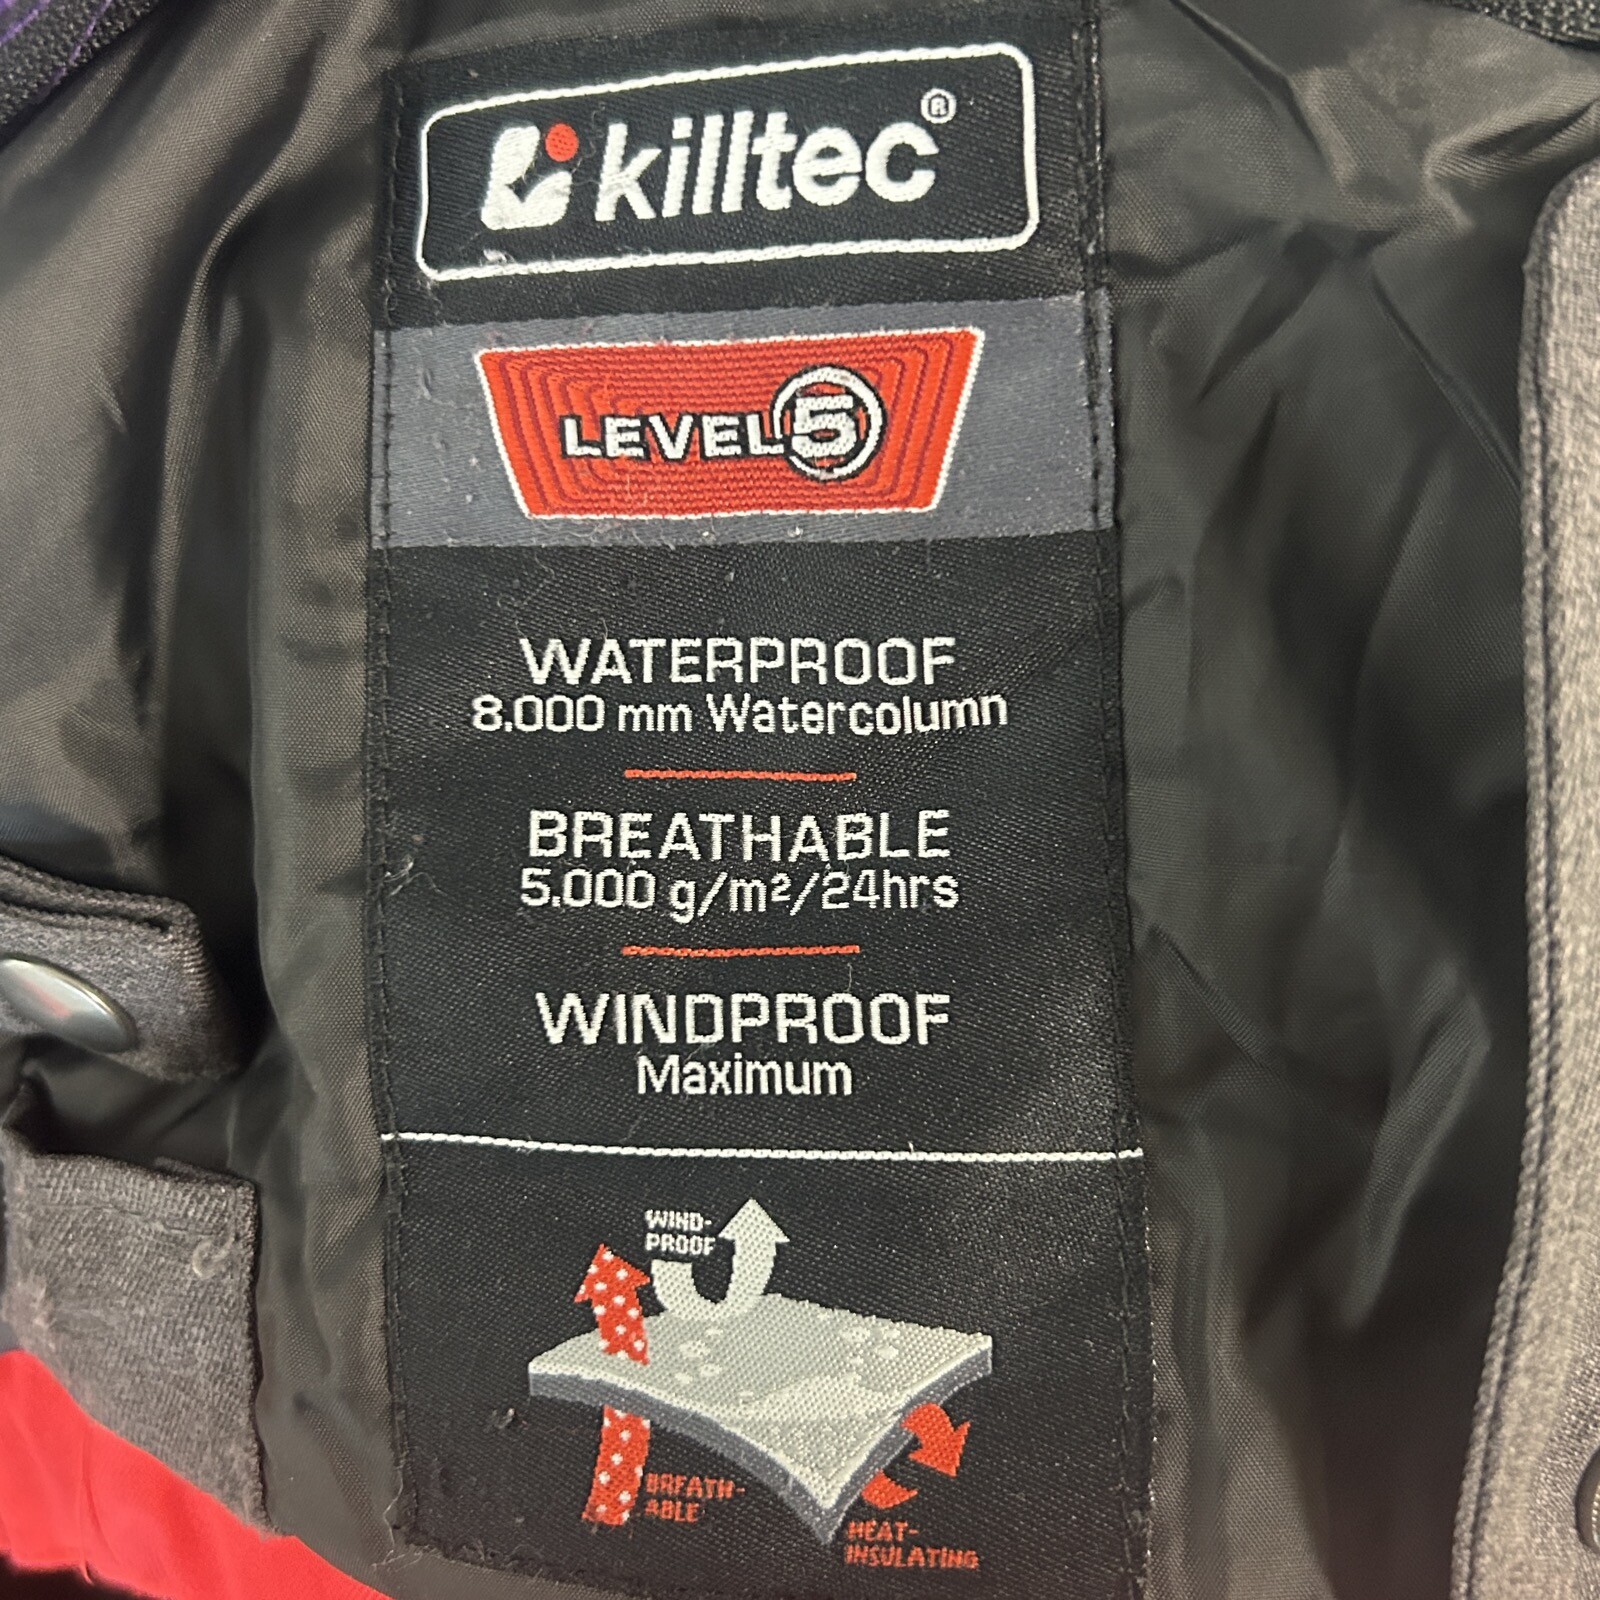 killtec®
LEVEL 5
WATERPROOF
8.000 mm Watercolumn
BREATHABLE
5.000 g/m²/24hrs
WINDPROOF
Maximum
WIND-
PROOF
BREATH-
ABLE
HEAT-
INSULATING